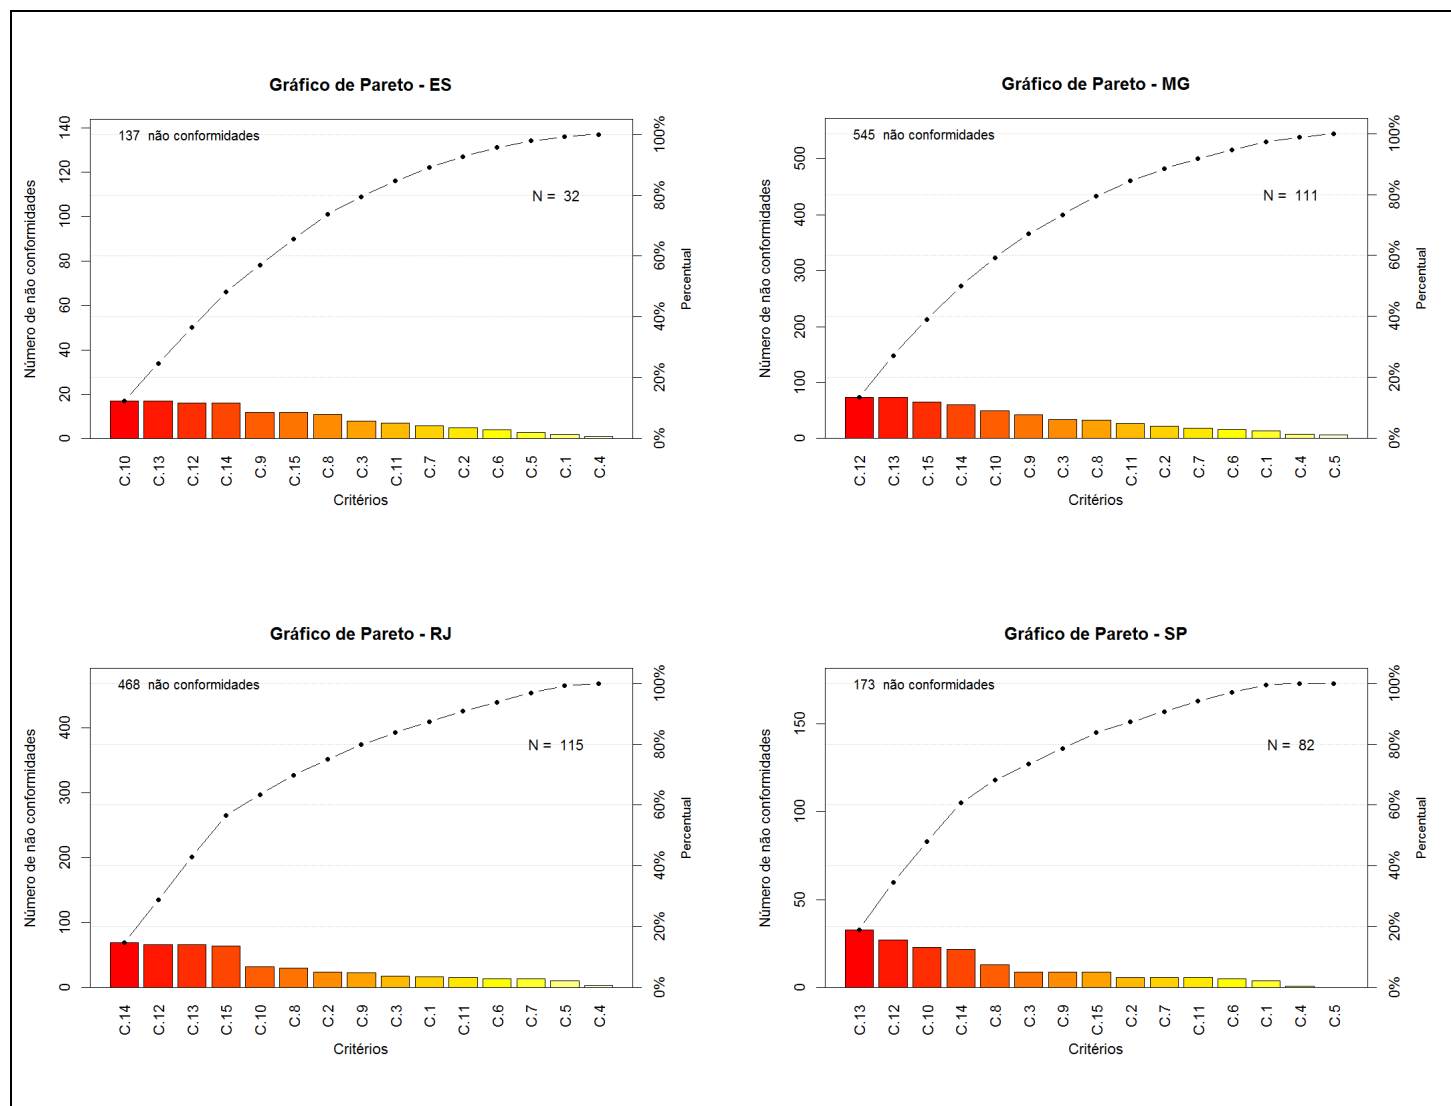 Gráfico de Pareto - ES
137 não conformidades
N = 32
Número de não conformidades
0
20
40
60
80
100
120
140
0%
20%
40%
60%
80%
100%
Percentual
C.10
C.13
C.12
C.14
C.9
C.15
C.8
C.3
C.11
C.7
C.2
C.6
C.5
C.1
C.4
Critérios
Gráfico de Pareto - MG
545 não conformidades
N = 111
Número de não conformidades
0
100
200
300
400
500
0%
20%
40%
60%
80%
100%
Percentual
C.12
C.13
C.15
C.14
C.10
C.9
C.3
C.8
C.11
C.2
C.7
C.6
C.1
C.4
C.5
Critérios
Gráfico de Pareto - RJ
468 não conformidades
N = 115
Número de não conformidades
0
100
200
300
400
0%
20%
40%
60%
80%
100%
Percentual
C.14
C.12
C.13
C.15
C.10
C.8
C.2
C.9
C.3
C.1
C.11
C.6
C.7
C.5
C.4
Critérios
Gráfico de Pareto - SP
173 não conformidades
N = 82
Número de não conformidades
0
50
100
150
0%
20%
40%
60%
80%
100%
Percentual
C.13
C.12
C.10
C.14
C.8
C.3
C.9
C.15
C.2
C.7
C.11
C.6
C.1
C.4
C.5
Critérios